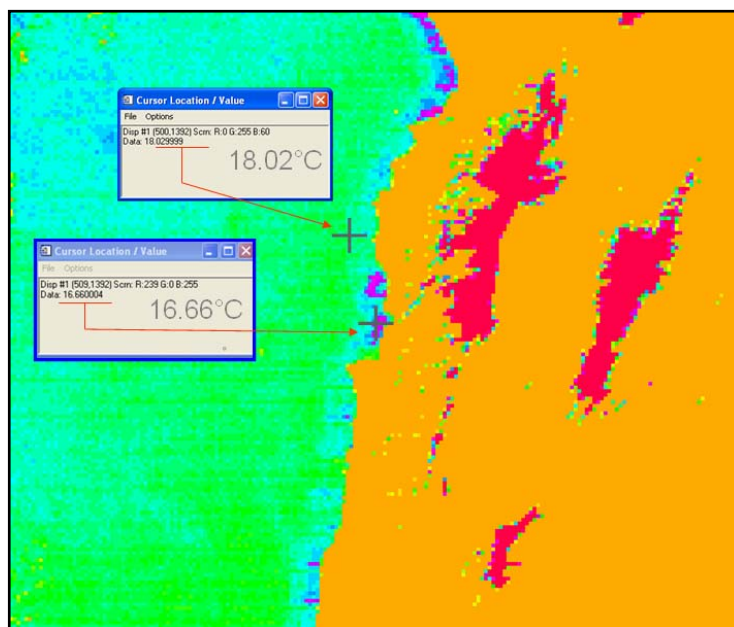 Cursor Location / Value
File Options
Disp #1 (500,1392) Scrn: R:0 G:255 B:60
Data: 18.029999
18.02°C
Cursor Location / Value
File Options
Disp #1 (509,1392) Scrn: R:239 G:0 B:255
Data: 16.660004
16.66°C